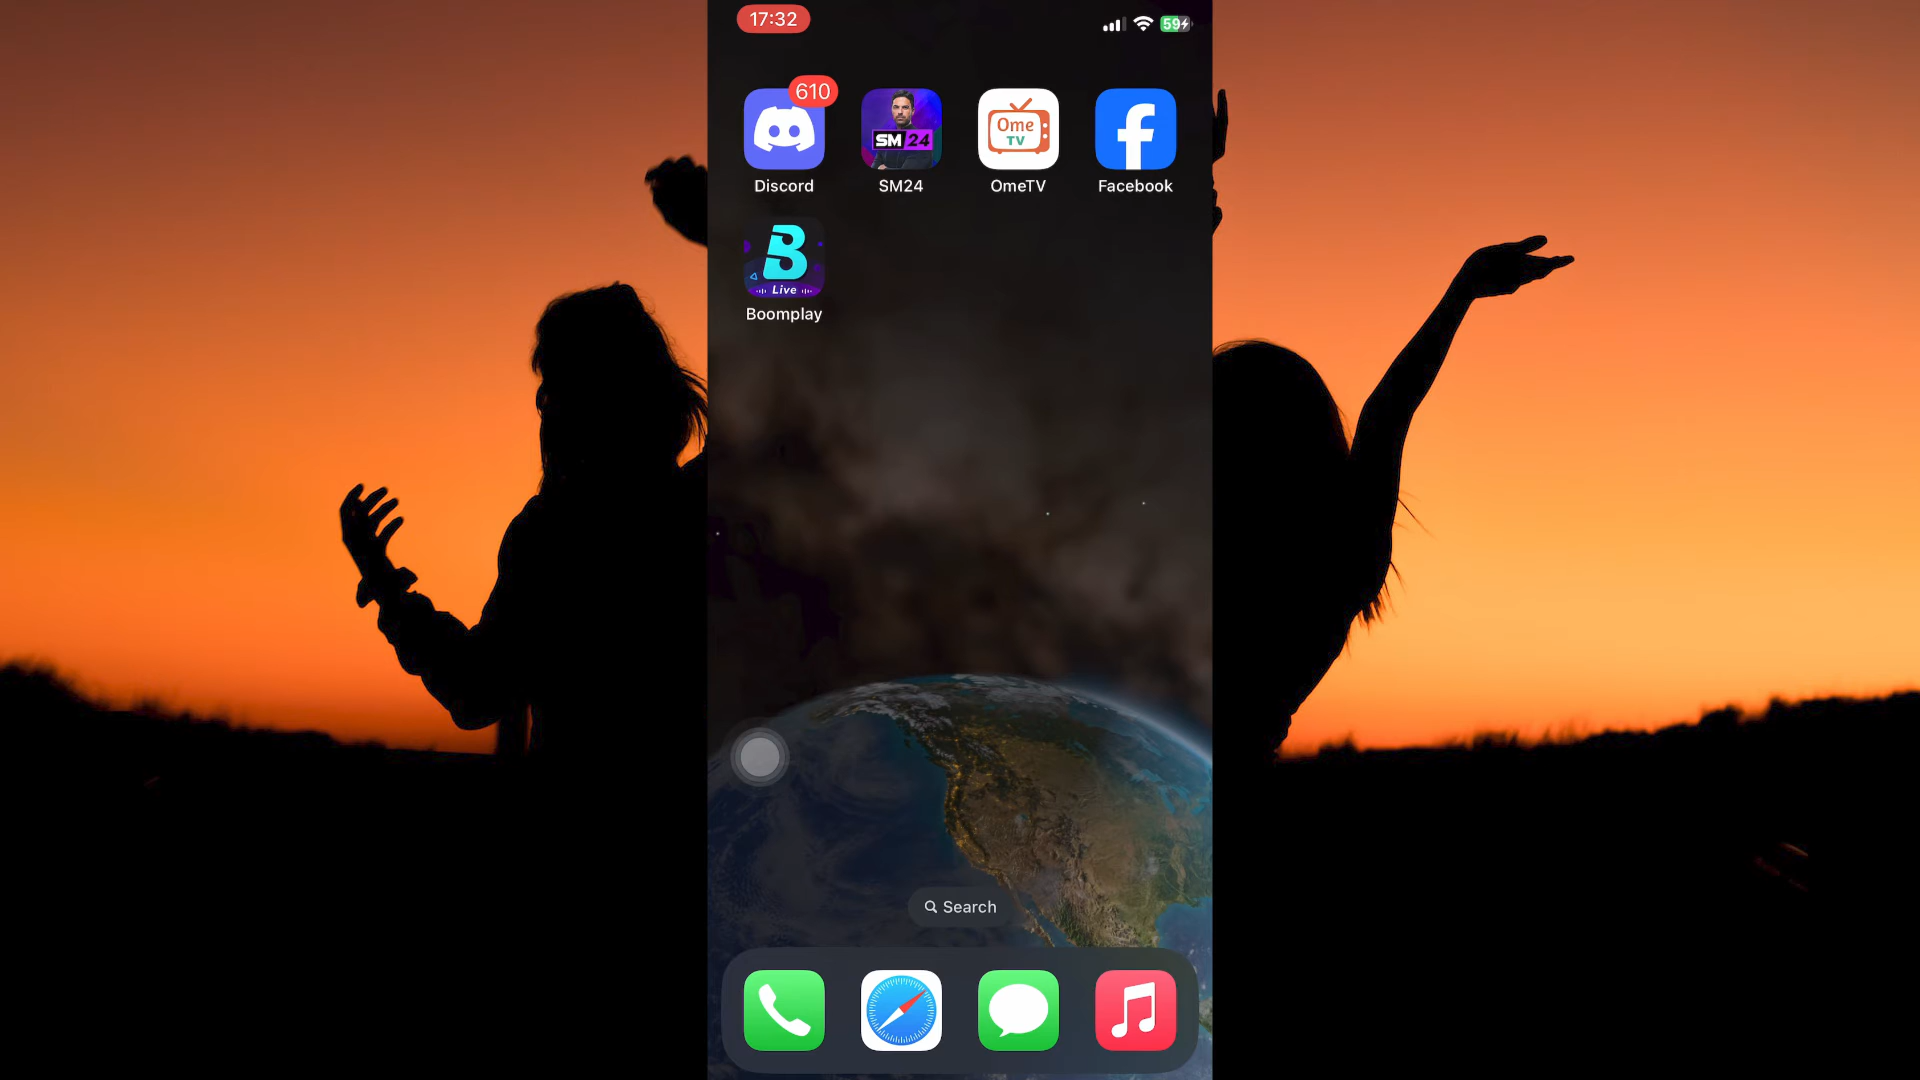 17:32
59
610
SM 24
Ome
TV
Discord
SM24
OmeTV
Facebook
B
Live
Boomplay
Search